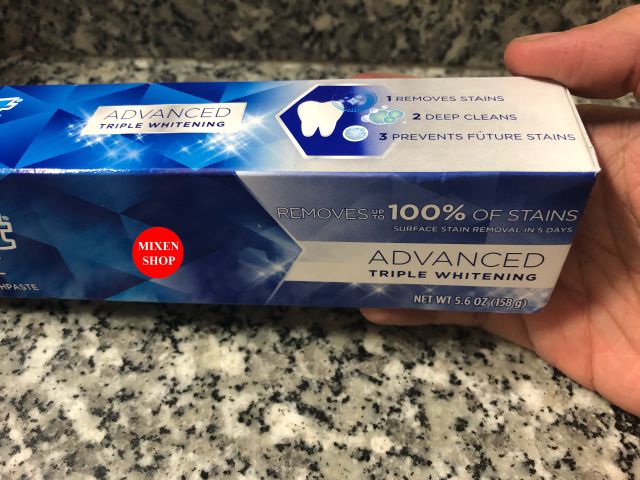 ADVANCED
TRIPLE WHITENING
1 REMOVES STAINS
2 DEEP CLEANS
3 PREVENTS FUTURE STAINS
REMOVES UP TO 100% OF STAINS
SURFACE STAIN REMOVAL IN 5 DAYS
ADVANCED
TRIPLE WHITENING
NET WT 5.6 OZ (158 g)
MIXEN
SHOP